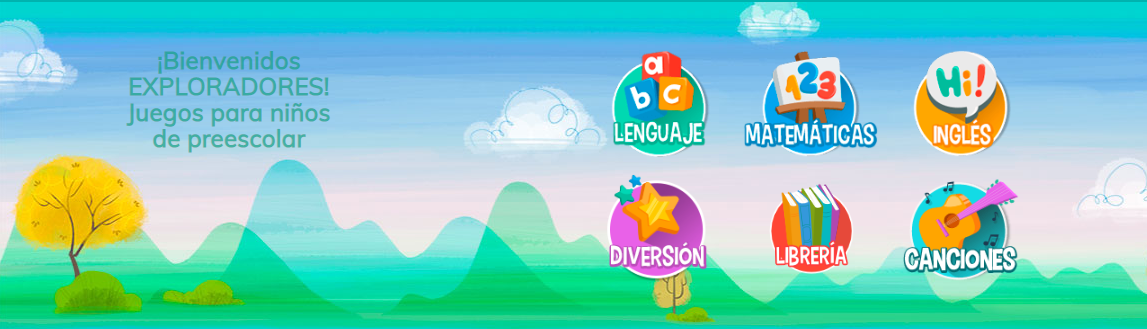 ¡Bienvenidos
EXPLORADORES!
Juegos para niños
de preescolar
a
b c
LENGUAJE
123
MATEMÁTICAS
Hi!
INGLÉS
DIVERSIÓN
LIBRERÍA
CANCIONES